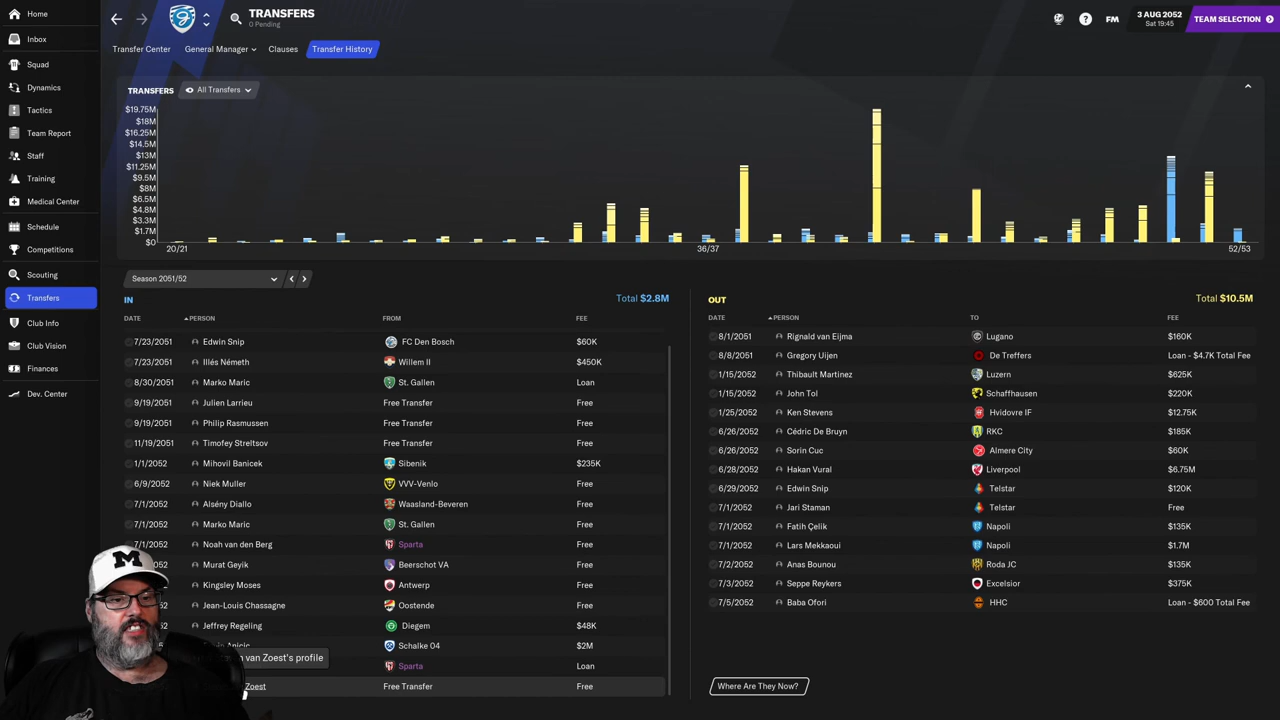 Home
TRANSFERS
0 Pending
FM
3 AUG 2052
Sat 19:45
TEAM SELECTION
Inbox
Squad
Dynamics
Tactics
Team Report
Staff
Training
Medical Center
Schedule
Competitions
Scouting
Transfers
Club Info
Club Vision
Finances
Dev. Center
Transfer Center General Manager Clauses Transfer History
TRANSFERS All Transfers
$19.75M
$18M
$16.25M
$14.5M
$13M
$11.25M
$9.5M
$8M
$6.5M
$4.8M
$3.3M
$1.7M
$0
20/21 36/37 52/53
Season 2051/52
IN Total $2.8M
DATE PERSON FROM FEE
7/23/2051 Edwin Snip FC Den Bosch $60K
7/23/2051 Illés Németh Willem II $450K
8/30/2051 Marko Maric St. Gallen Loan
9/19/2051 Julien Larrieu Free Transfer Free
9/19/2051 Philip Rasmussen Free Transfer Free
11/19/2051 Timofey Streltsov Free Transfer Free
1/1/2052 Mihovil Banicek Sibenik $235K
6/9/2052 Niek Muller VVV-Venlo Free
7/1/2052 Alsény Diallo Waasland-Beveren Free
7/1/2052 Marko Maric St. Gallen Free
7/1/2052 Noah van den Berg Sparta Free
52 Murat Geyik Beerschot VA Free
52 Kingsley Moses Antwerp Free
52 Jean-Louis Chassagne Oostende Free
52 Jeffrey Regeling Diegem $48K
Anicic Schalke 04 $2M
van Zoest's profile
Sparta Loan
Zoest Free Transfer Free
OUT Total $10.5M
DATE PERSON TO FEE
8/1/2051 Rignald van Eijma Lugano $160K
8/8/2051 Gregory Uijen De Treffers Loan - $4.7K Total Fee
1/15/2052 Thibault Martinez Luzern $625K
1/15/2052 John Tol Schaffhausen $220K
1/25/2052 Ken Stevens Hvidovre IF $12.75K
6/26/2052 Cédric De Bruyn RKC $185K
6/26/2052 Sorin Cuc Almere City $60K
6/28/2052 Hakan Vural Liverpool $6.75M
6/29/2052 Edwin Snip Telstar $120K
7/1/2052 Jari Staman Telstar Free
7/1/2052 Fatih Çelik Napoli $135K
7/1/2052 Lars Mekkaoui Napoli $1.7M
7/2/2052 Anas Bounou Roda JC $135K
7/3/2052 Seppe Reykers Excelsior $375K
7/5/2052 Baba Ofori HHC Loan - $600 Total Fee
Where Are They Now?
M